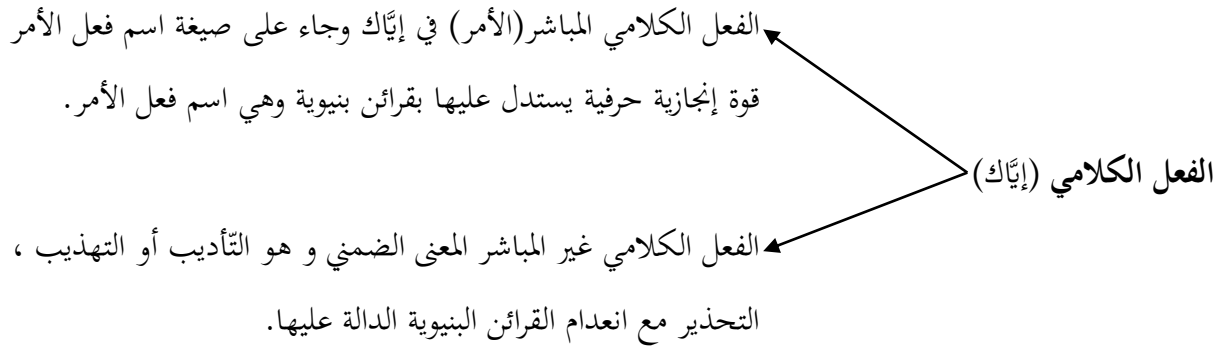 الفعل الكلامي المباشر(الأمر) في إيَّاك وجاء على صيغة اسم فعل الأمر
قوة إنجازية حرفية يستدل عليها بقرائن بنيوية وهي اسم فعل الأمر.
الفعل الكلامي (إيَّاك)
الفعل الكلامي غير المباشر المعنى الضمني و هو التّأديب أو التهذيب ،
التحذير مع انعدام القرائن البنيوية الدالة عليها.